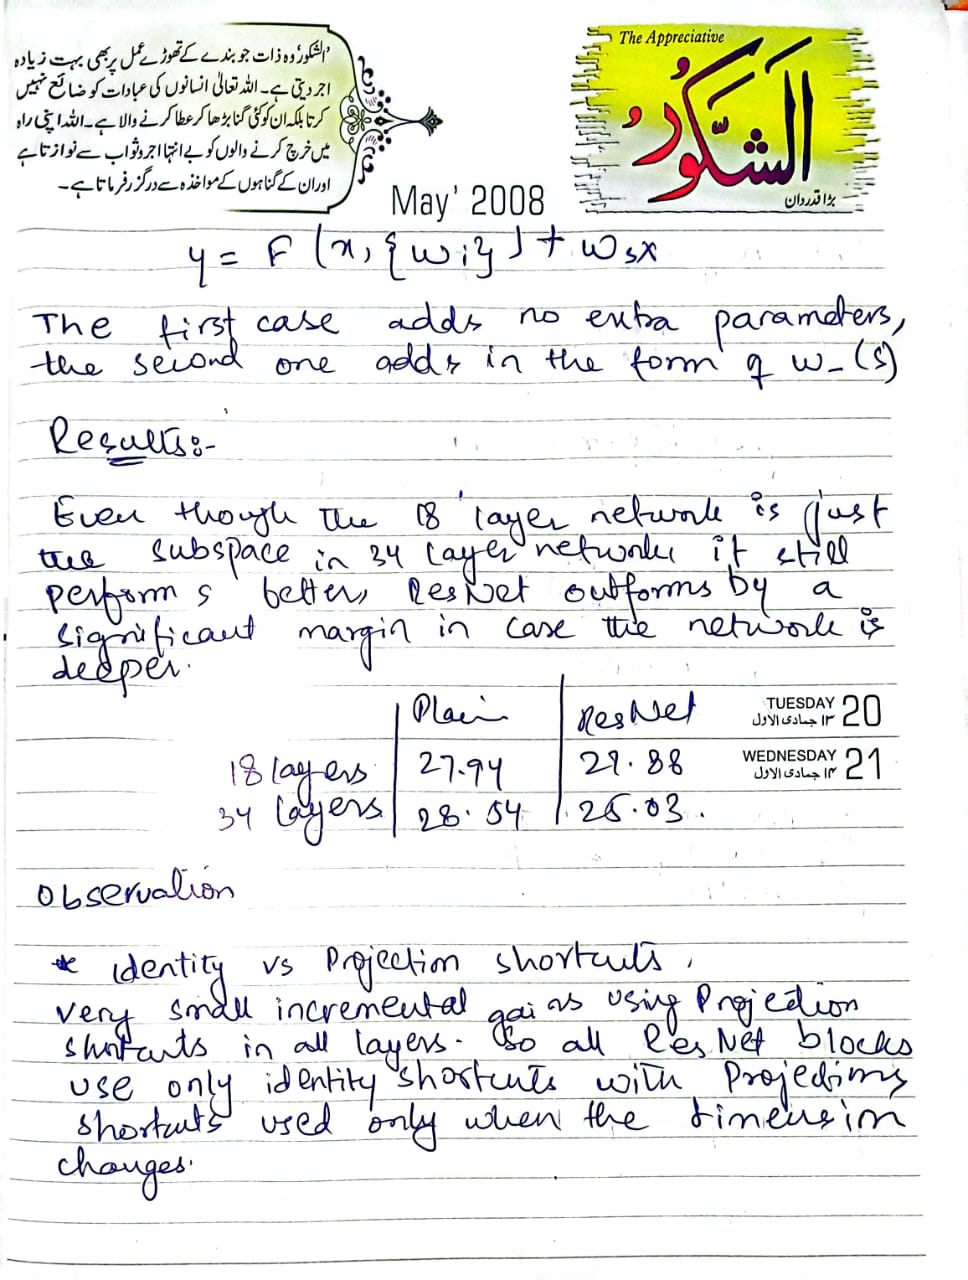 الشکور وہ ذات جو بندے کے تھوڑے عمل پر بھی بہت زیادہ
اجر دیتی ہے۔ اللہ تعالیٰ انسانوں کی عبادات کو ضائع نہیں
کرتا بلکہ ان کو کئی گنا بڑھا کر عطا کرنے والا ہے۔ اللہ اپنی راہ
میں خرچ کرنے والوں کو بے انتہا اجر و ثواب سے نوازتا ہے
اور ان کے گناہوں کے مواخذہ سے درگزر فرماتا ہے۔
The Appreciative
الشَّكُورُ
بڑا قدردان
May' 2008
y = F (x, {wi}) + wsx
The first case adds no extra parameters,
the second one adds in the form of w_(s)
Results:-
Even though the 18 layer network is just
the subspace in 34 layer network it still
performs better, ResNet outforms by a
significant margin in case the network is
deeper.
Plain ResNet
TUESDAY 20
۱۳ جمادی الاول
18 layers 27.94 27.88
WEDNESDAY 21
۱۴ جمادی الاول
34 layers 28.54 25.03.
Observation
* identity vs Projection shortcuts.
very small incremental gains using Projection
shortcuts in all layers. So all ResNet blocks
use only identity shortcuts with Projections
shortcuts used only when the dimension
changes.